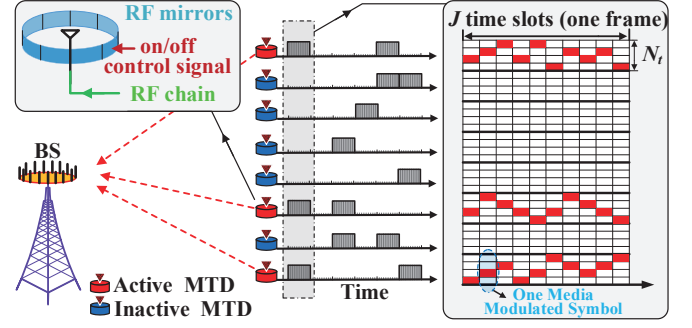 RF mirrors
on/off
control signal
RF chain
BS
Active MTD
Inactive MTD
Time
J time slots (one frame)
N_t
One Media
Modulated Symbol